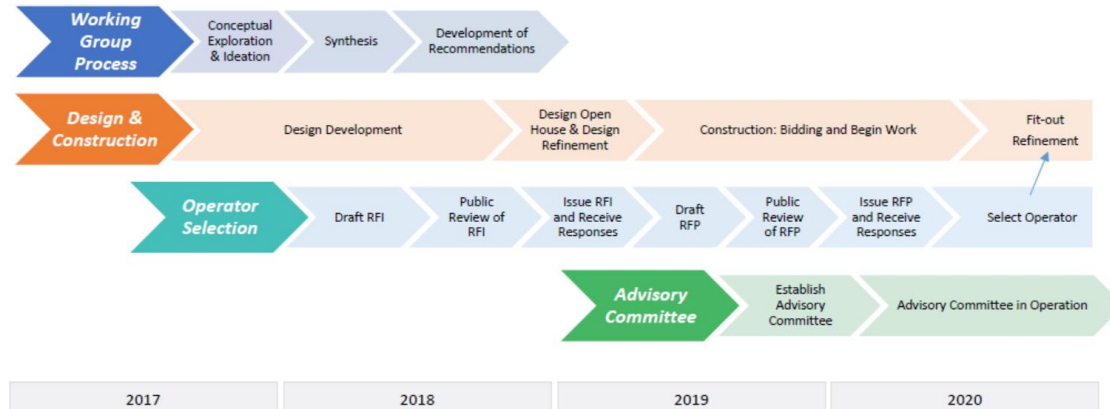 Working
Group
Process
Conceptual
Exploration
& Ideation
Synthesis
Development of
Recommendations
Design &
Construction
Design Development
Design Open
House & Design
Refinement
Construction: Bidding and Begin Work
Fit-out
Refinement
Operator
Selection
Draft RFI
Public
Review of
RFI
Issue RFI
and Receive
Responses
Draft
RFP
Public
Review
of RFP
Issue RFP
and Receive
Responses
Select Operator
Advisory
Committee
Establish
Advisory
Committee
Advisory Committee in Operation
2017
2018
2019
2020